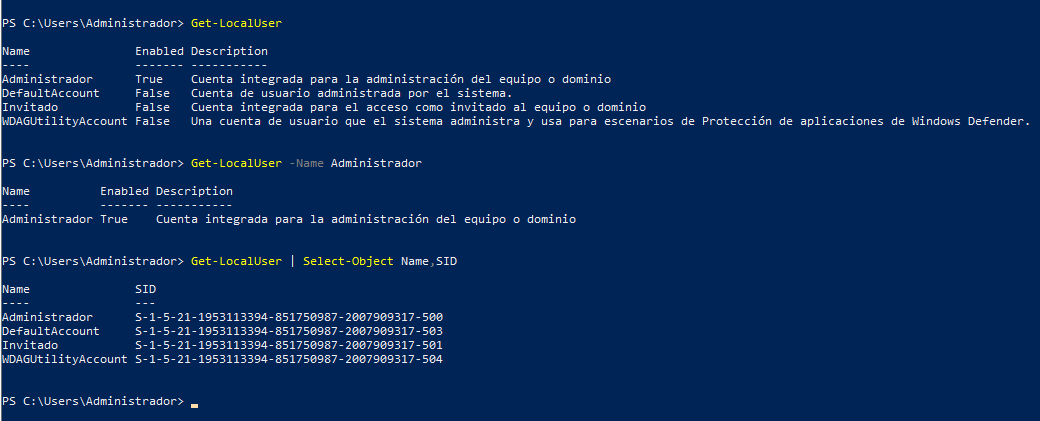 PS C:\Users\Administrador> Get-LocalUser
Name               Enabled Description
----               ------- -----------
Administrador      True    Cuenta integrada para la administración del equipo o dominio
DefaultAccount     False   Cuenta de usuario administrada por el sistema.
Invitado           False   Cuenta integrada para el acceso como invitado al equipo o dominio
WDAGUtilityAccount False   Una cuenta de usuario que el sistema administra y usa para escenarios de Protección de aplicaciones de Windows Defender.
PS C:\Users\Administrador> Get-LocalUser -Name Administrador
Name          Enabled Description
----          ------- -----------
Administrador True    Cuenta integrada para la administración del equipo o dominio
PS C:\Users\Administrador> Get-LocalUser | Select-Object Name,SID
Name               SID
----               ---
Administrador      S-1-5-21-1953113394-851750987-2007909317-500
DefaultAccount     S-1-5-21-1953113394-851750987-2007909317-503
Invitado           S-1-5-21-1953113394-851750987-2007909317-501
WDAGUtilityAccount S-1-5-21-1953113394-851750987-2007909317-504
PS C:\Users\Administrador> _